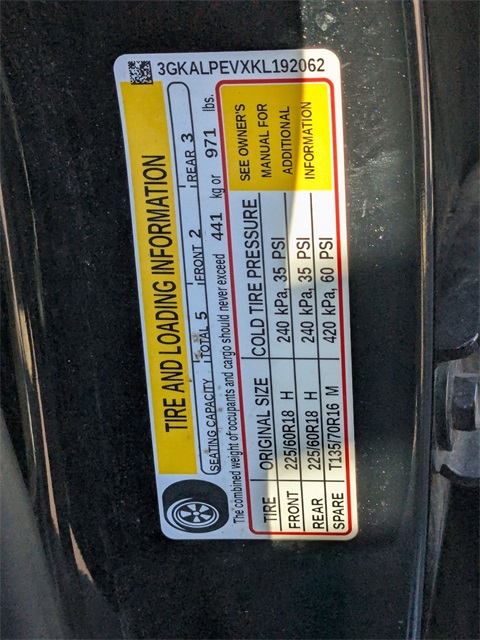 3GKALPEVXKL192062
TIRE AND LOADING INFORMATION
SEATING CAPACITY TOTAL 5 FRONT 2 REAR 3
The combined weight of occupants and cargo should never exceed 441 kg or 971 lbs.
TIRE ORIGINAL SIZE COLD TIRE PRESSURE
FRONT 225/60R18 H 240 kPa, 35 PSI
REAR 225/60R18 H 240 kPa, 35 PSI
SPARE T135/70R16 M 420 kPa, 60 PSI
SEE OWNER'S
MANUAL FOR
ADDITIONAL
INFORMATION